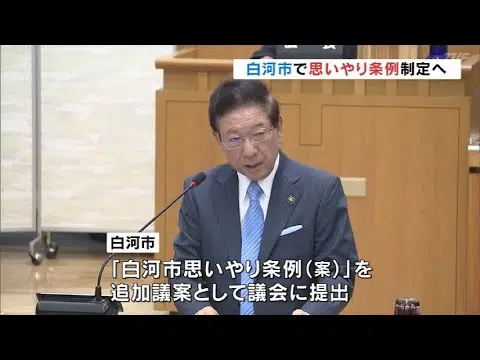 白河市で思いやり条例制定へ
白河市
「白河市思いやり条例(案)」を
追加議案として議会に提出